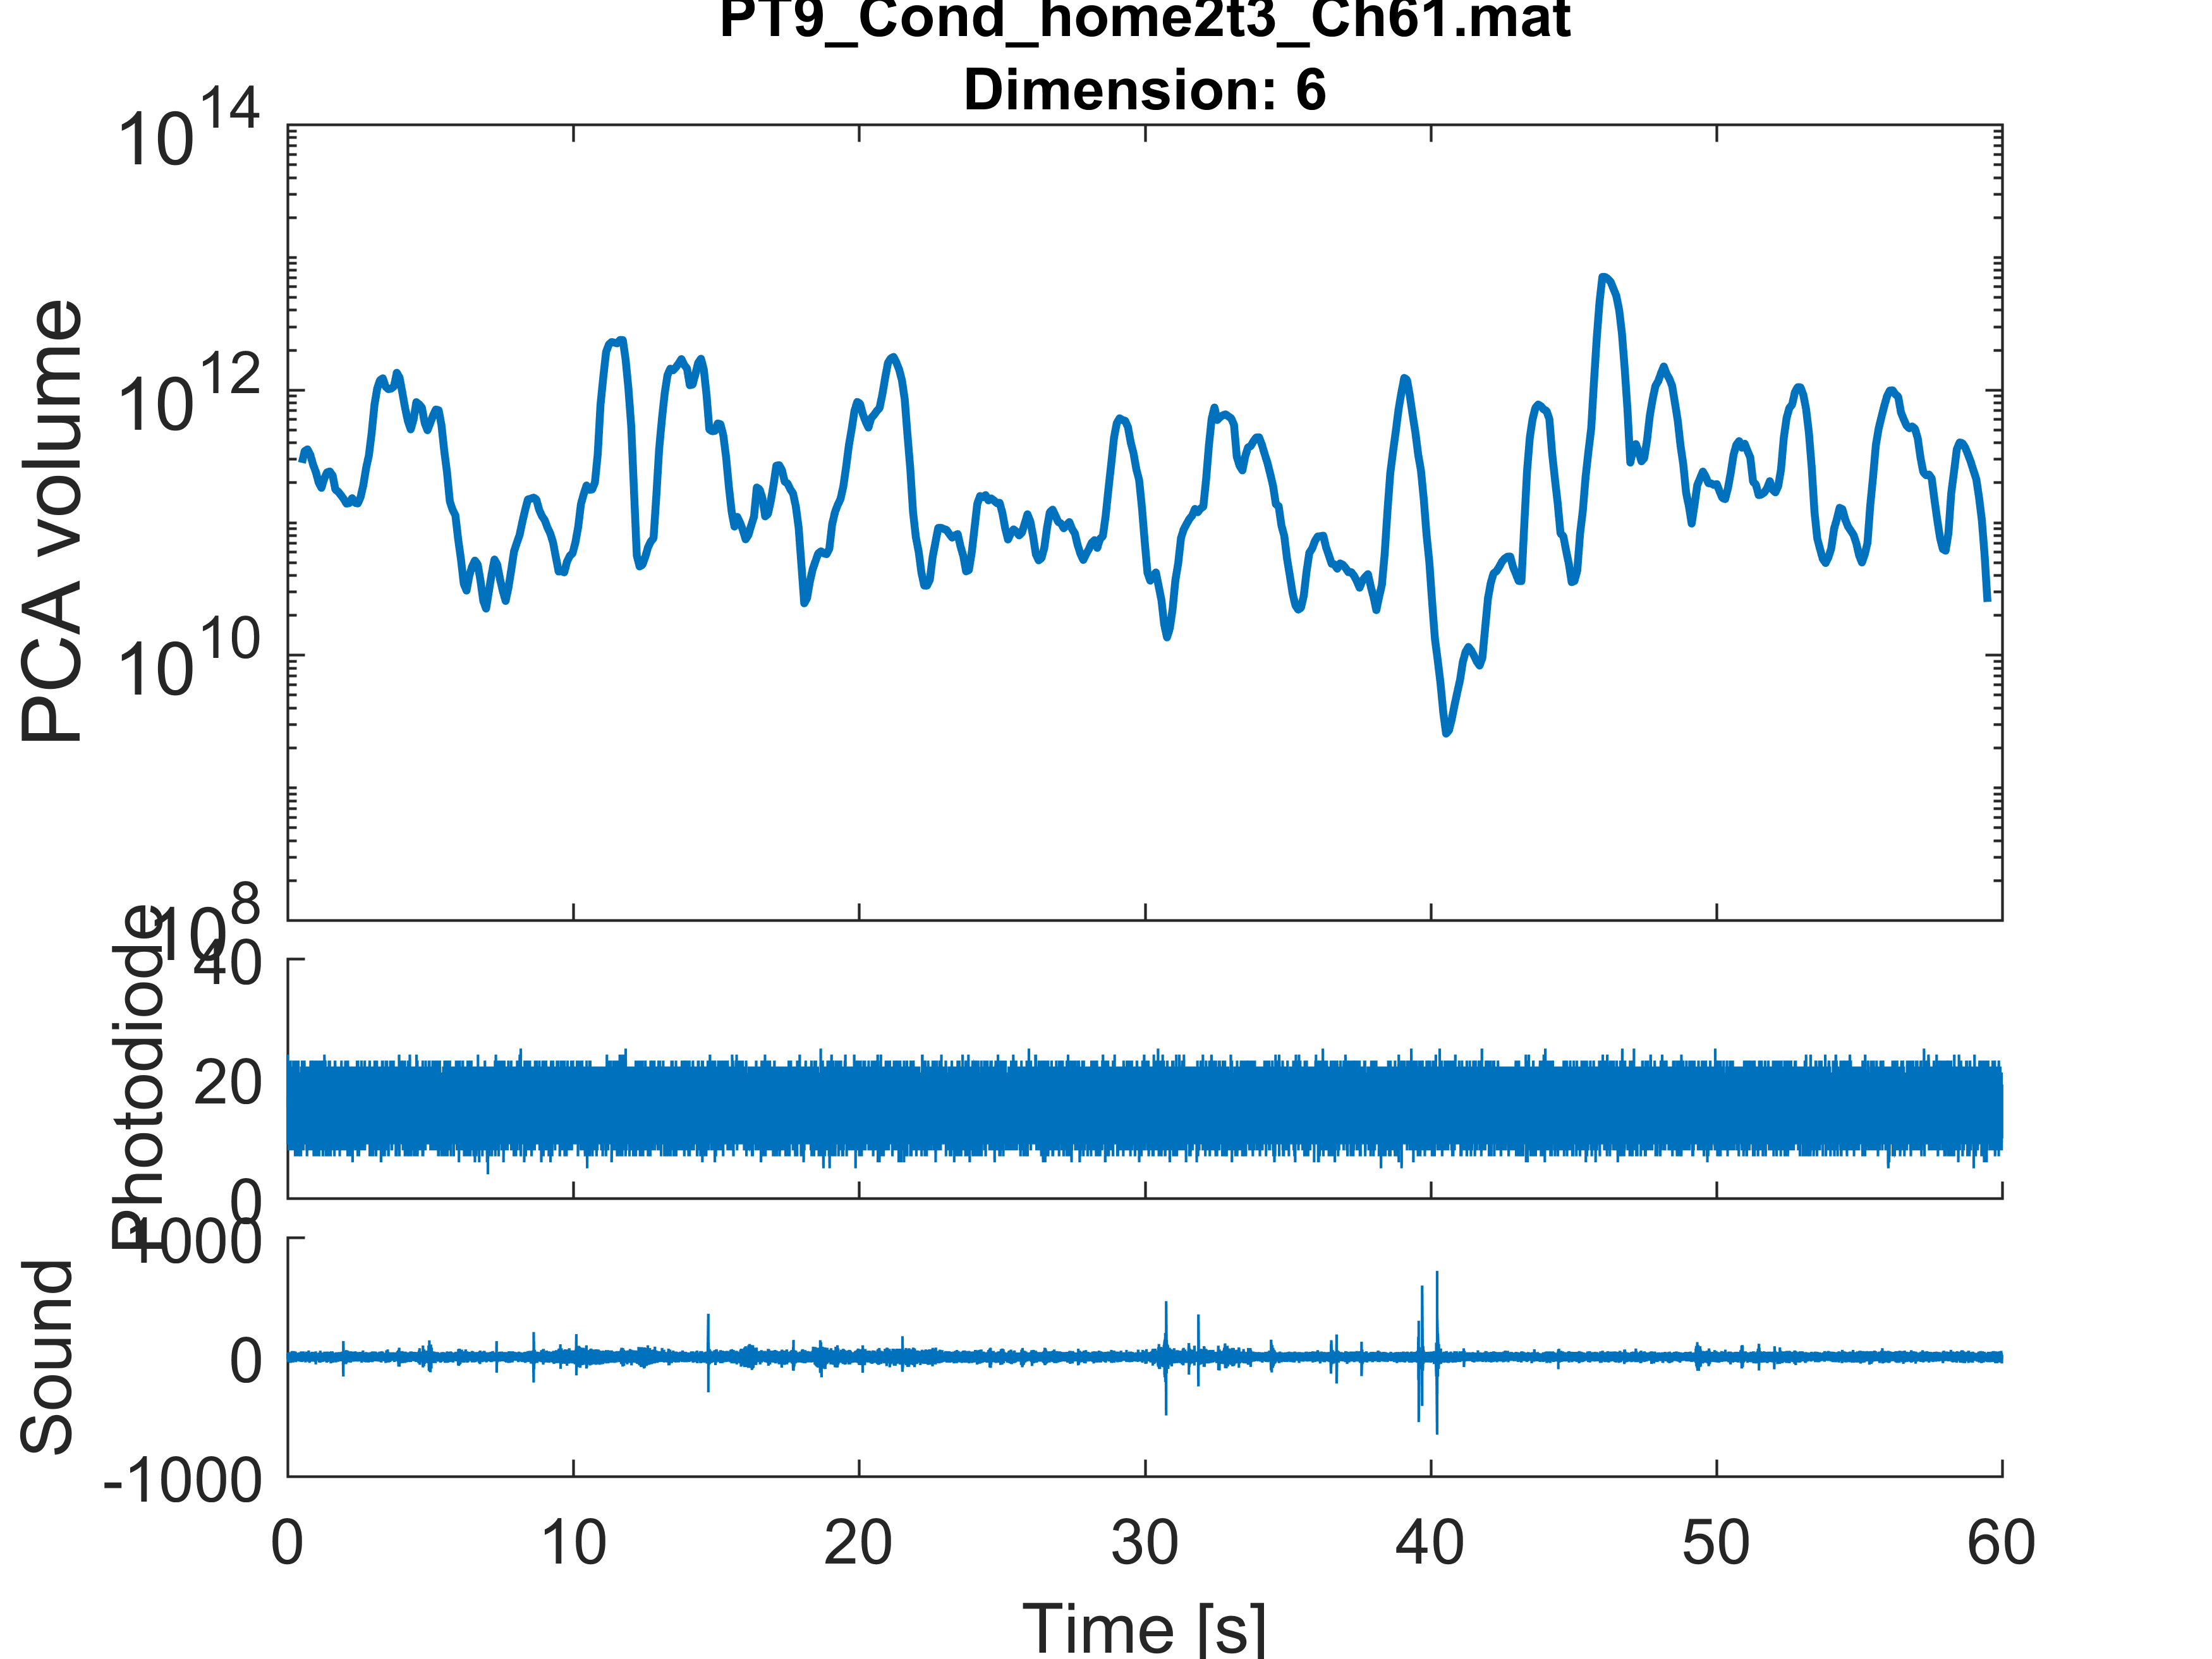 PT9_Cond_home2t3_Ch61.mat
Dimension: 6
PCA volume
10^14
10^12
10^10
10^8
Photodiode
40
20
0
Sound
1000
0
-1000
0 10 20 30 40 50 60
Time [s]